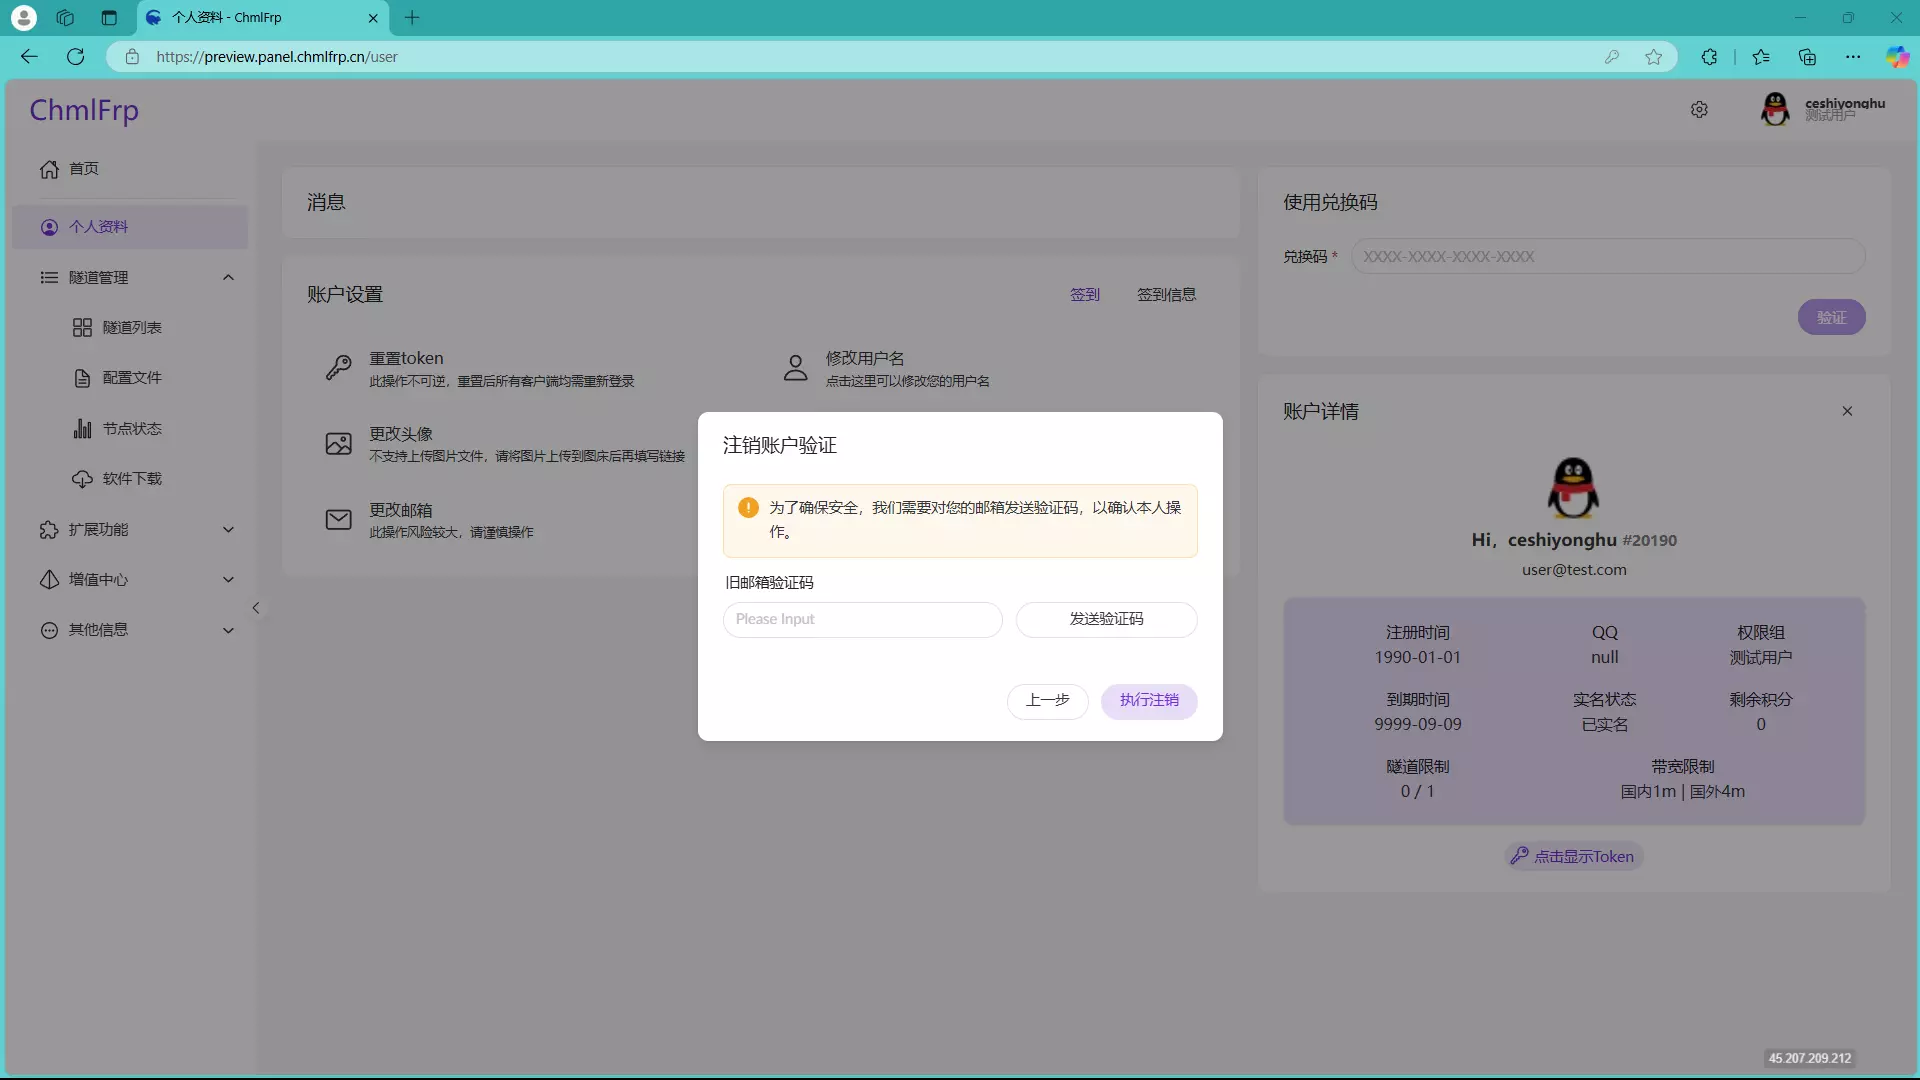 个人资料 - ChmlFrp
https://preview.panel.chmlfrp.cn/user
ChmlFrp
ceshiyonghu
测试用户
首页
个人资料
隧道管理
隧道列表
配置文件
节点状态
软件下载
扩展功能
增值中心
其他信息
消息
账户设置
签到
签到信息
重置token
此操作不可逆，重置后所有客户端均需重新登录
修改用户名
点击这里可以修改您的用户名
更改头像
不支持上传图片文件，请将图片上传到图床后再填写链接
更改邮箱
此操作风险较大，请谨慎操作
注销账户验证
为了确保安全，我们需要对您的邮箱发送验证码，以确认本人操
作。
旧邮箱验证码
Please Input
发送验证码
上一步
执行注销
使用兑换码
兑换码 *
XXXX-XXXX-XXXX-XXXX
验证
账户详情
Hi，ceshiyonghu #20190
user@test.com
注册时间
1990-01-01
QQ
null
权限组
测试用户
到期时间
9999-09-09
实名状态
已实名
剩余积分
0
隧道限制
0 / 1
带宽限制
国内1m | 国外4m
点击显示Token
45.207.209.212